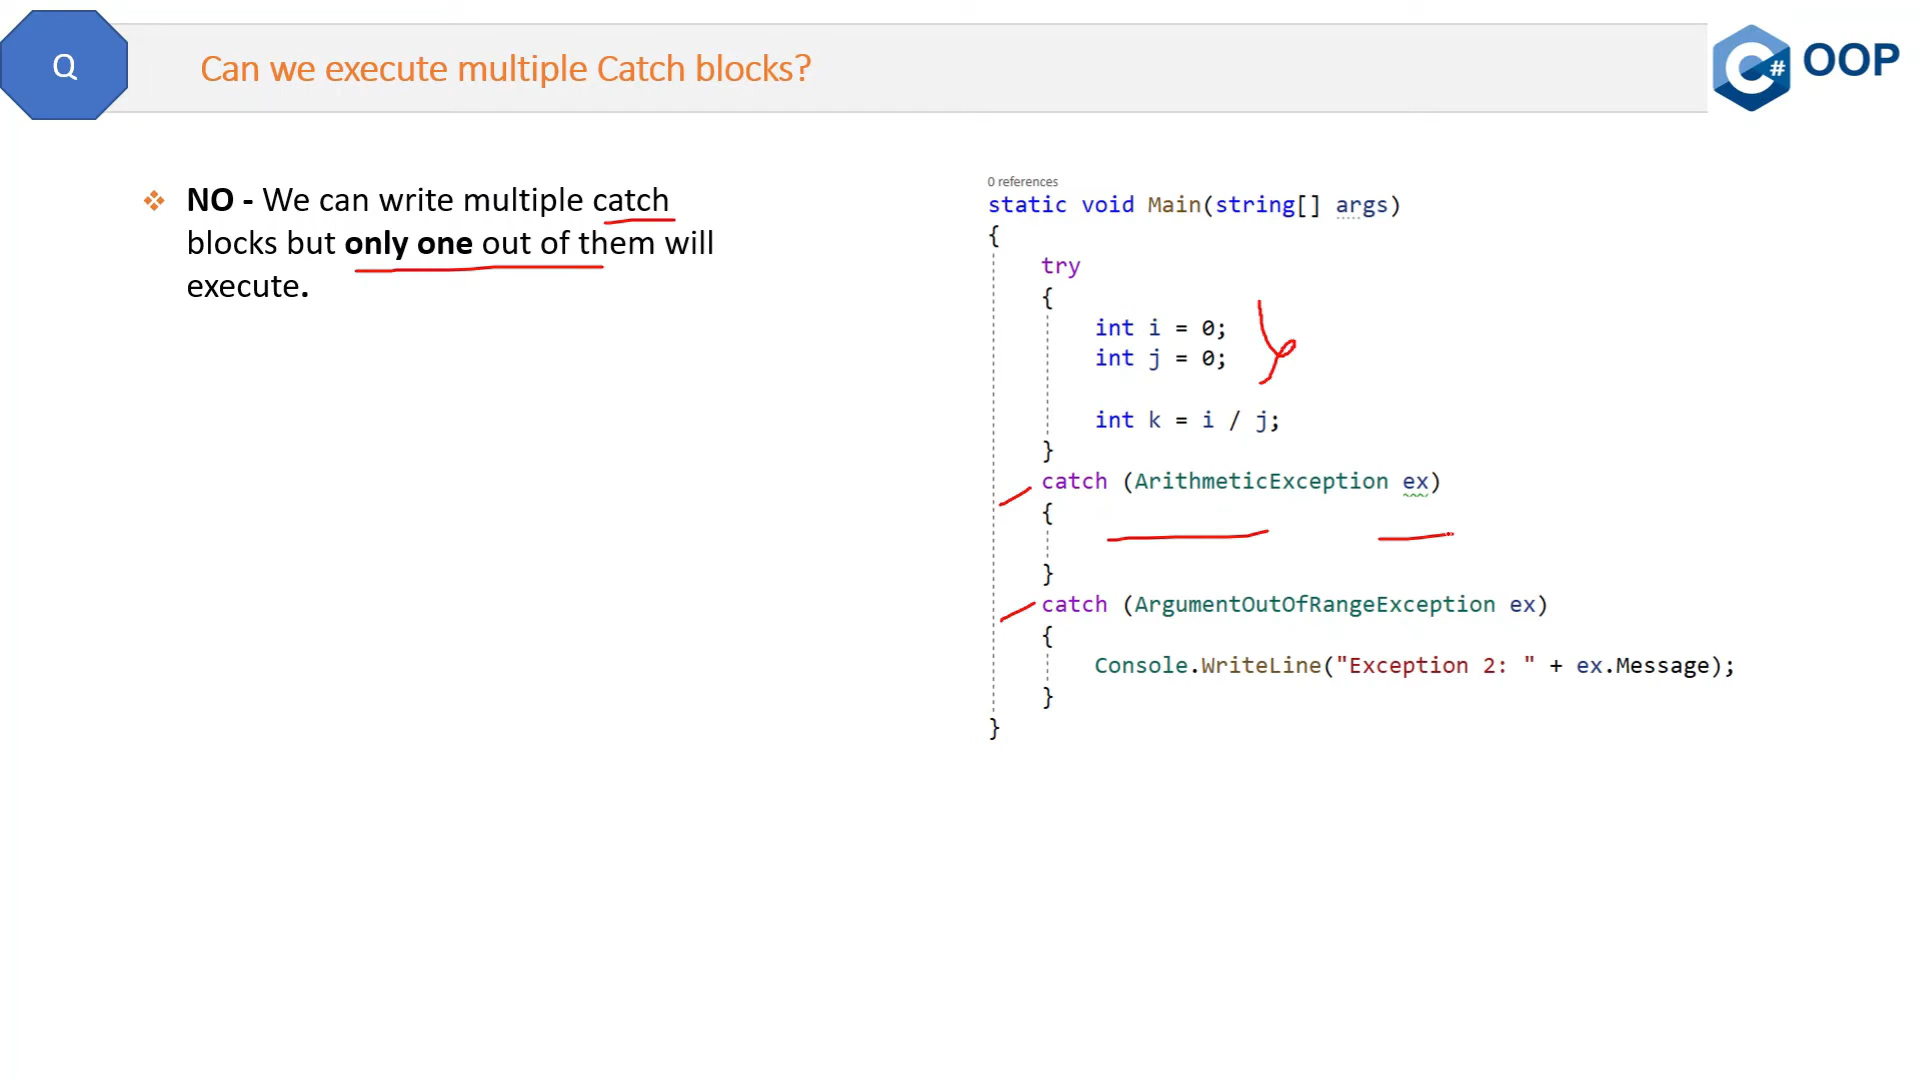 Q
Can we execute multiple Catch blocks?
C# OOP
NO - We can write multiple catch
blocks but only one out of them will
execute.
0 references
static void Main(string[] args)
{
try
{
int i = 0;
int j = 0;
int k = i / j;
}
catch (ArithmeticException ex)
{
}
catch (ArgumentOutOfRangeException ex)
{
Console.WriteLine("Exception 2: " + ex.Message);
}
}